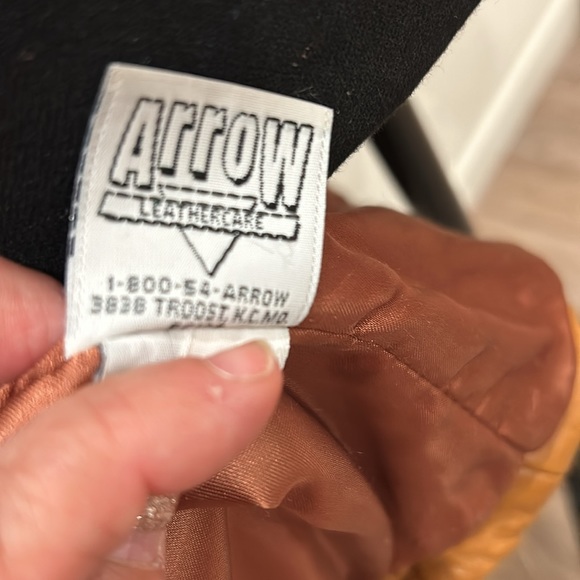 Arrow
LEATHERCARE
1-800-54-ARROW
3838 TROOST K.C.MO.